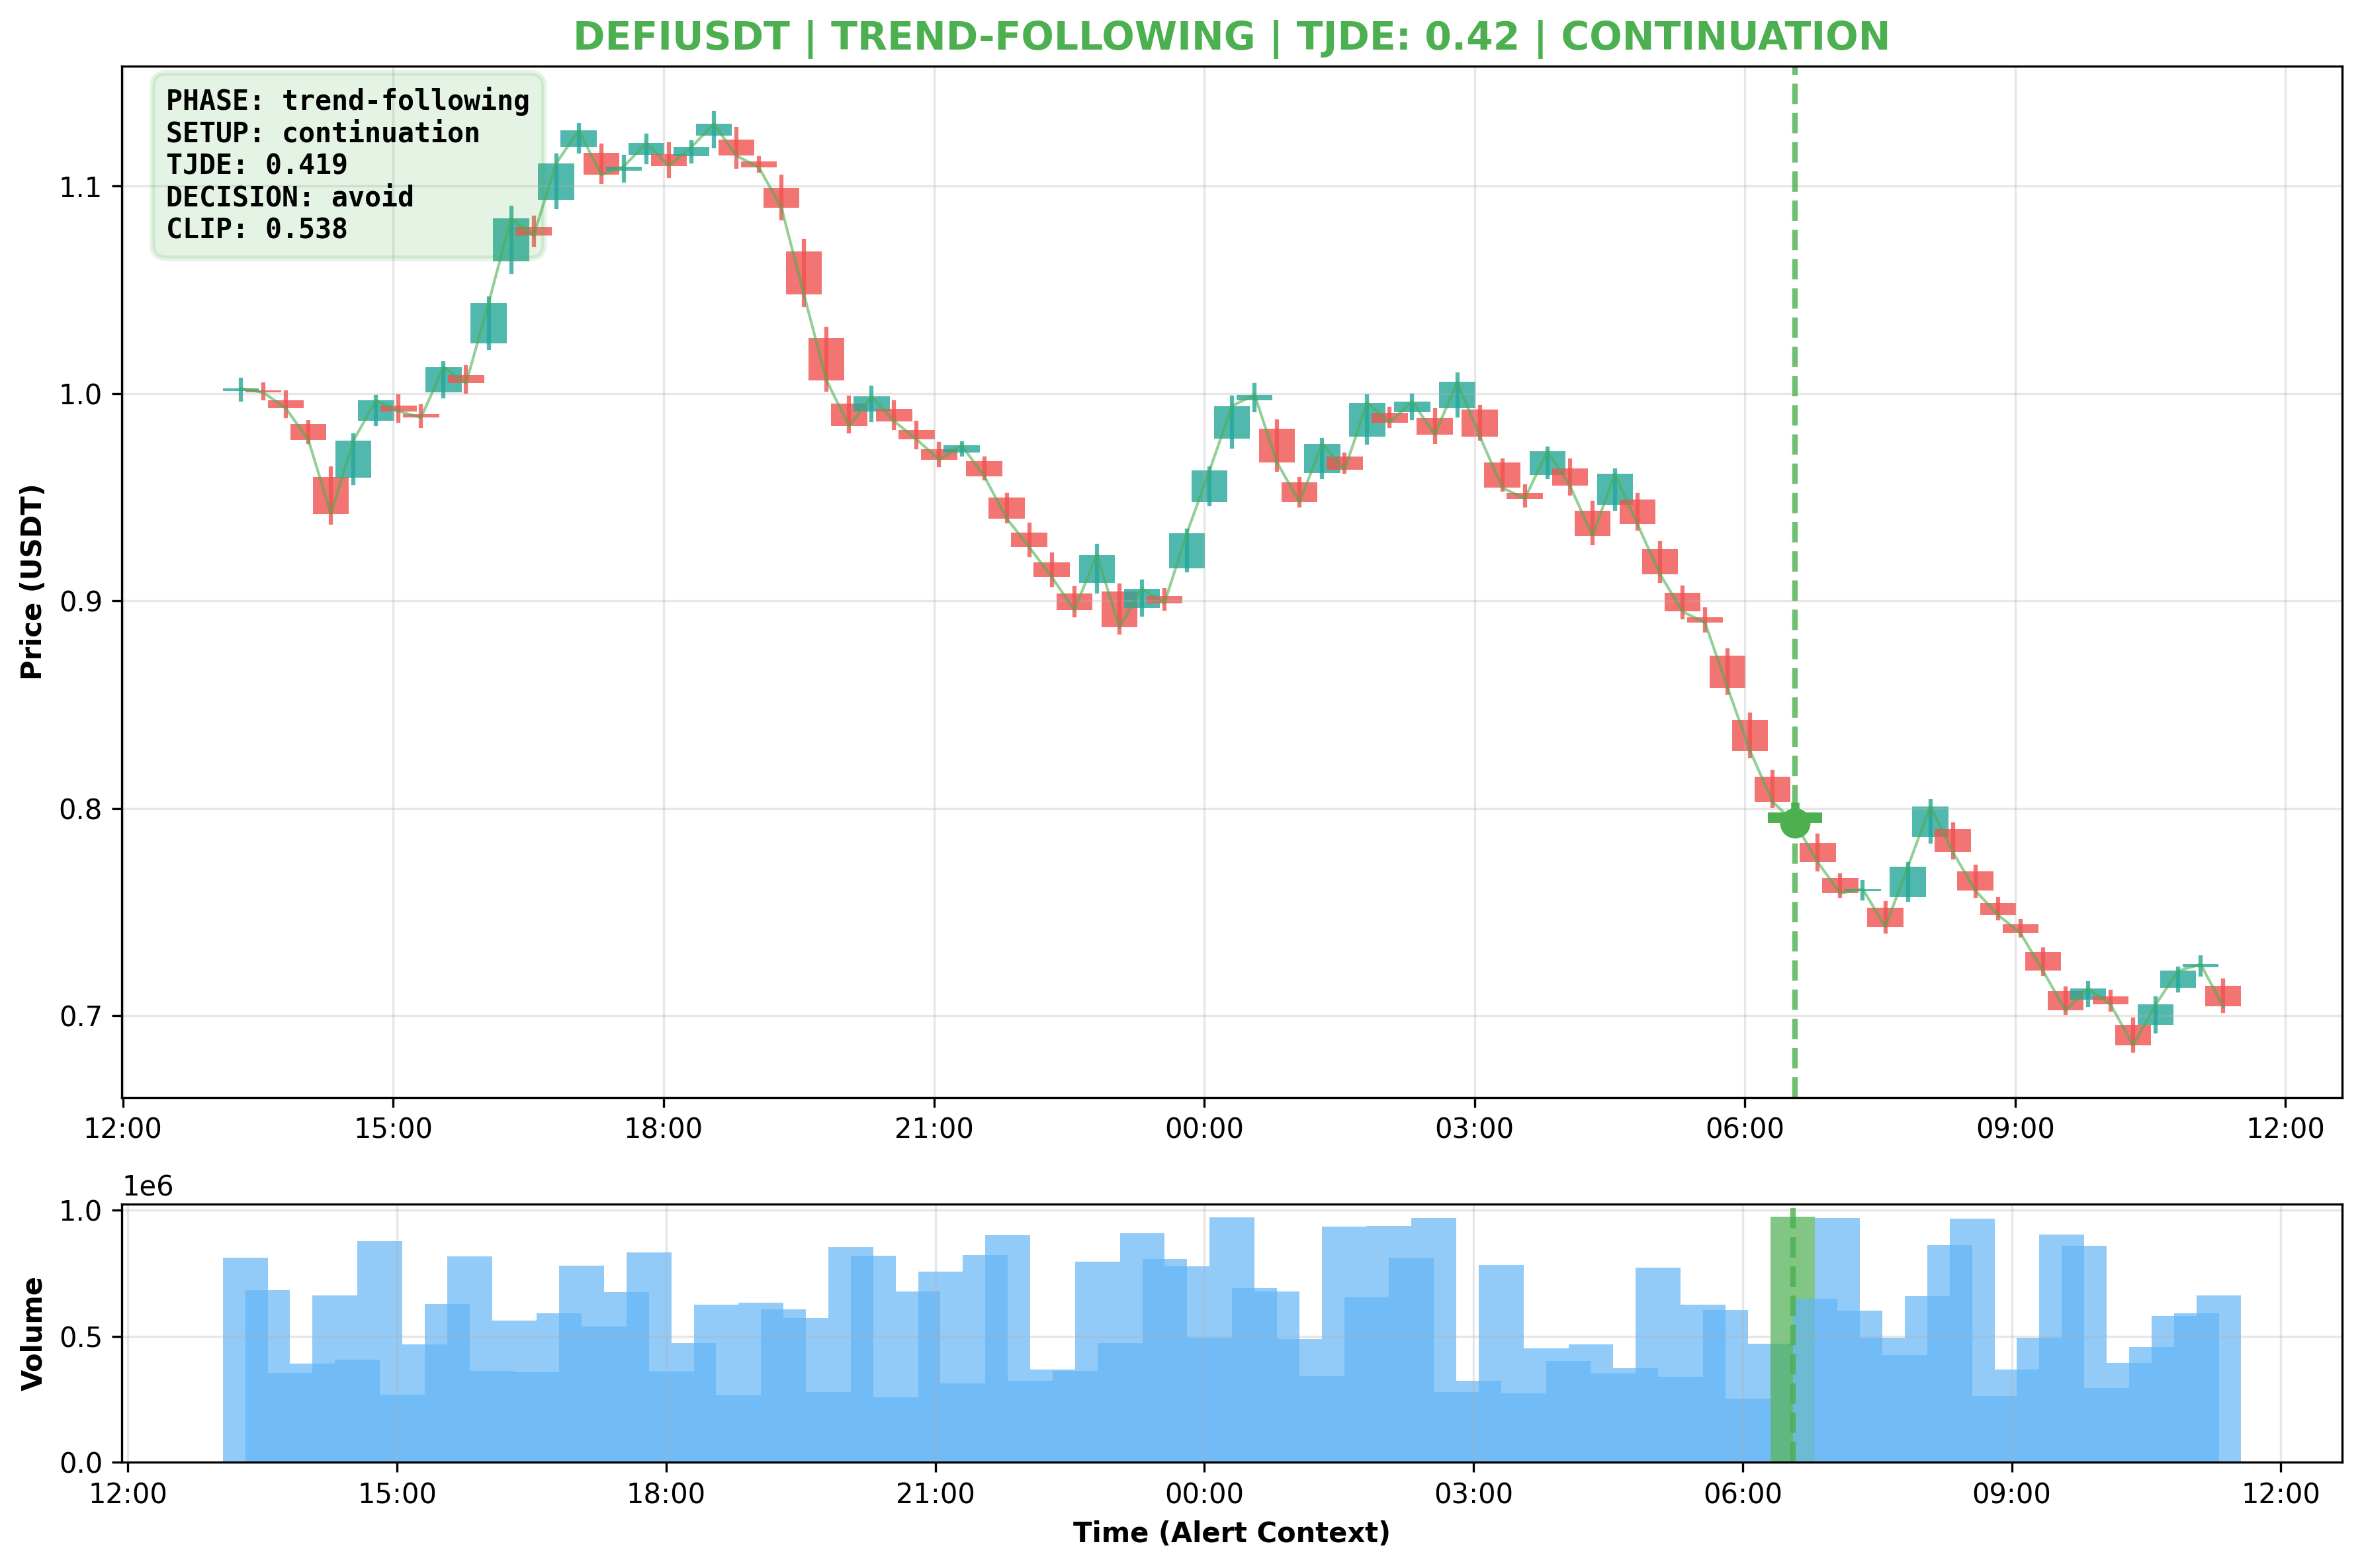 DEFIUSDT | TREND-FOLLOWING | TJDE: 0.42 | CONTINUATION
PHASE: trend-following
SETUP: continuation
TJDE: 0.419
DECISION: avoid
CLIP: 0.538
Price (USDT)
1.1
1.0
0.9
0.8
0.7
12:00 15:00 18:00 21:00 00:00 03:00 06:00 09:00 12:00
1e6
Volume
1.0
0.5
0.0
12:00 15:00 18:00 21:00 00:00 03:00 06:00 09:00 12:00
Time (Alert Context)